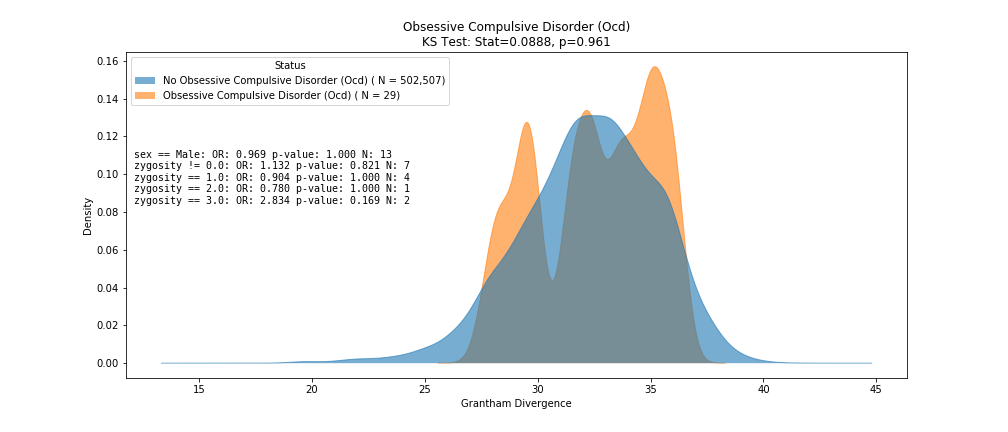 Obsessive Compulsive Disorder (Ocd)
KS Test: Stat=0.0888, p=0.961
Status
No Obsessive Compulsive Disorder (Ocd) ( N = 502,507)
Obsessive Compulsive Disorder (Ocd) ( N = 29)
sex == Male: OR: 0.969 p-value: 1.000 N: 13
zygosity != 0.0: OR: 1.132 p-value: 0.821 N: 7
zygosity == 1.0: OR: 0.904 p-value: 1.000 N: 4
zygosity == 2.0: OR: 0.780 p-value: 1.000 N: 1
zygosity == 3.0: OR: 2.834 p-value: 0.169 N: 2
Density
0.16
0.14
0.12
0.10
0.08
0.06
0.04
0.02
0.00
15 20 25 30 35 40 45
Grantham Divergence